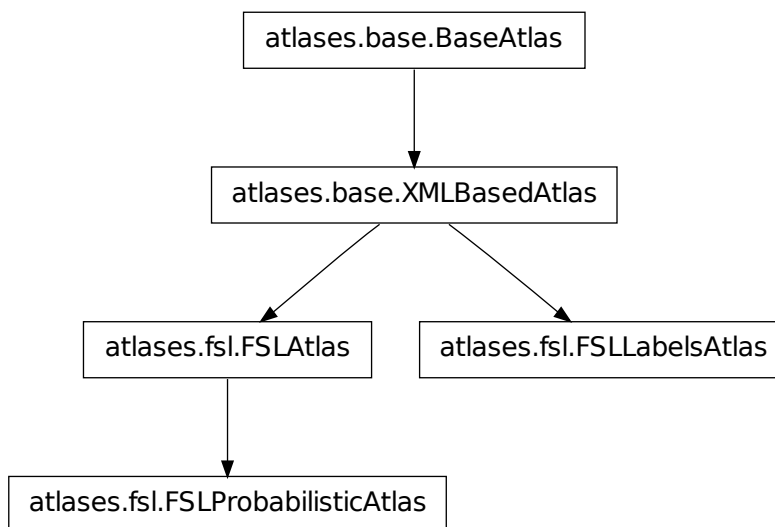 atlases.base.BaseAtlas
atlases.base.XMLBasedAtlas
atlases.fsl.FSLAtlas
atlases.fsl.FSLLabelsAtlas
atlases.fsl.FSLProbabilisticAtlas